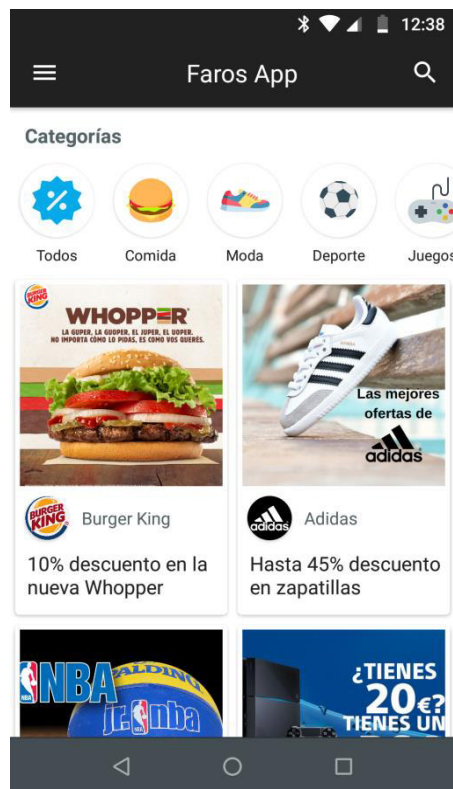 12:38
Faros App
Categorías
Todos
Comida
Moda
Deporte
Juegos
BURGER KING
WHOPPER
LA GUPER, LA GUOPER, EL JUPER, EL UOPER.
NO IMPORTA CÓMO LO PIDAS, ES COMO VOS QUERÉS.
Las mejores
ofertas de
adidas
BURGER KING
Burger King
adidas
Adidas
10% descuento en la
nueva Whopper
Hasta 45% descuento
en zapatillas
NBA
SPALDING
jr. nba
¿TIENES
20€?
TIENES UN